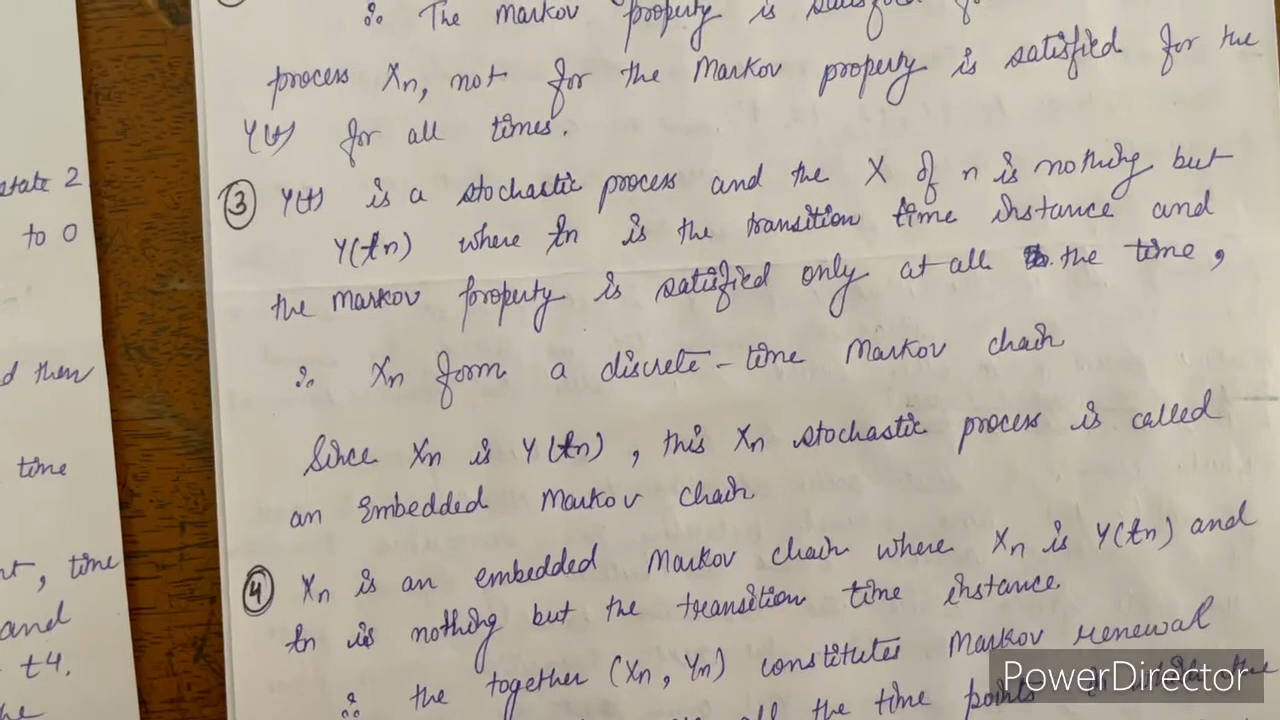 state 2
to 0
d then
time
nt, time
and
t4.
∴ The Markov property is
process Xn, not for the Markov property is satisfied for the
Y(t) for all times.
③ Y(t) is a stochastic process and the X of n is nothing but
Y(tn) where tn is the transition time instance and
the Markov property is satisfied only at all the time,
∴ Xn form a discrete-time Markov chain
Since Xn is Y(tn), this Xn stochastic process is called
an Embedded Markov chain
④ Xn is an embedded Markov chain where Xn is Y(tn) and
tn is nothing but the transition time instance
∴ the together (Xn, Yn) constitutes Markov renewal
all the time points
PowerDirector